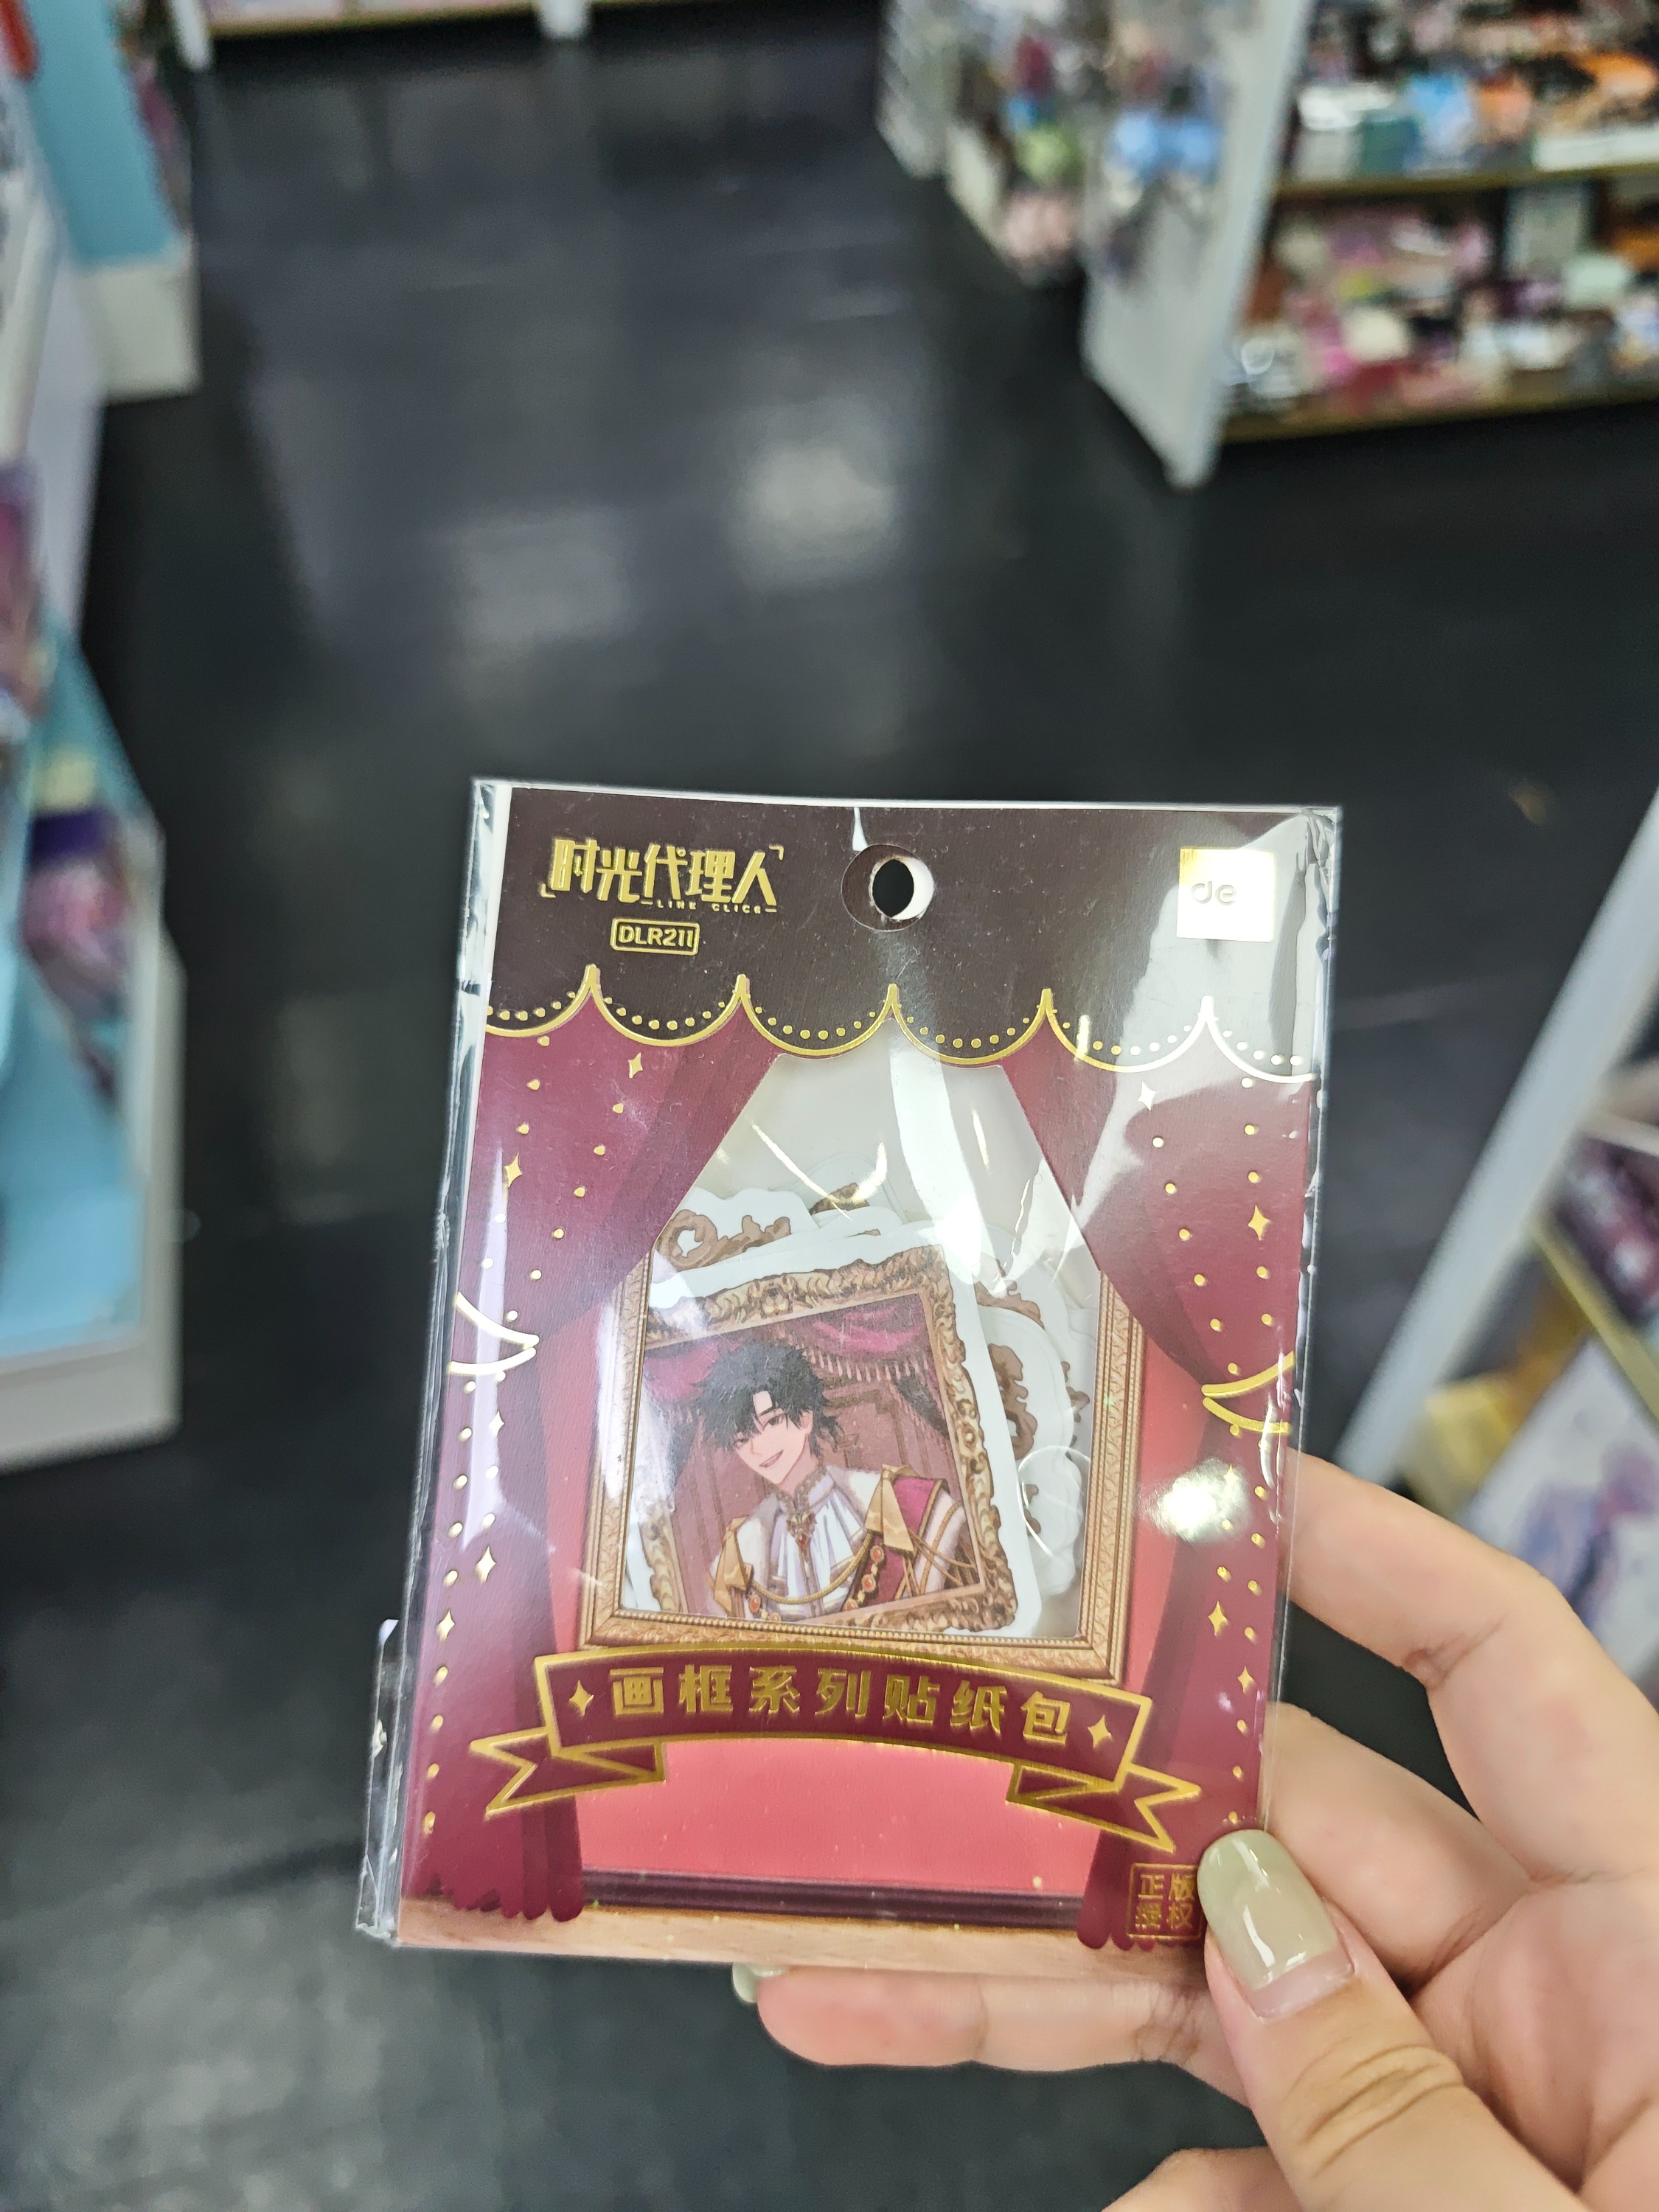 时光代理人
LINK CLICK
DLR211
de
画框系列贴纸包
正版
授权